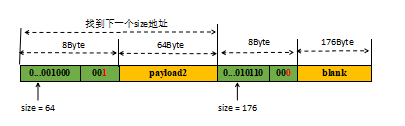 找到下一个size地址
8Byte 64Byte 8Byte 176Byte
0...001000 001 payload2 0...010110 000 blank
size = 64 size = 176